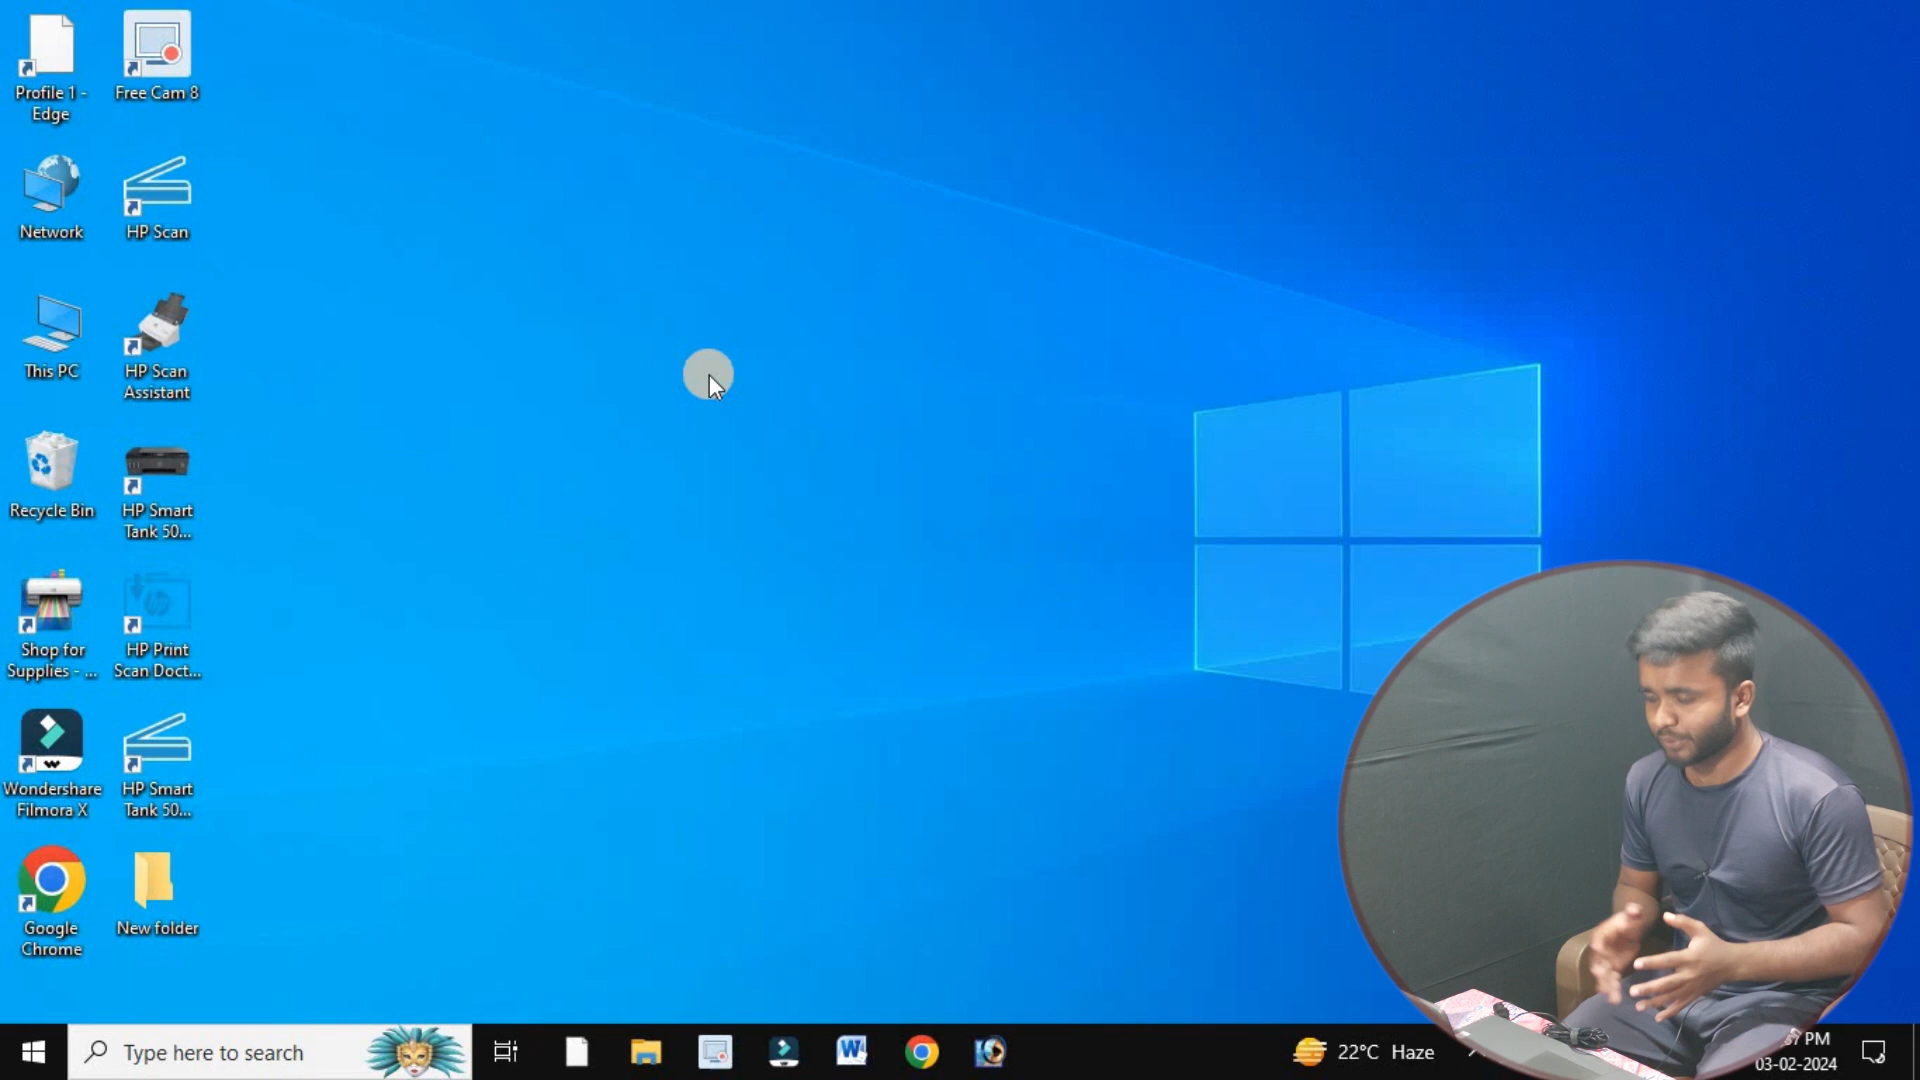 Profile 1 -
Edge
Free Cam 8
Network
HP Scan
This PC
HP Scan
Assistant
Recycle Bin
HP Smart
Tank 50...
Shop for
Supplies - ...
HP Print
Scan Doct...
Wondershare
Filmora X
HP Smart
Tank 50...
Google
Chrome
New folder
Type here to search
22°C Haze
PM
03-02-2024